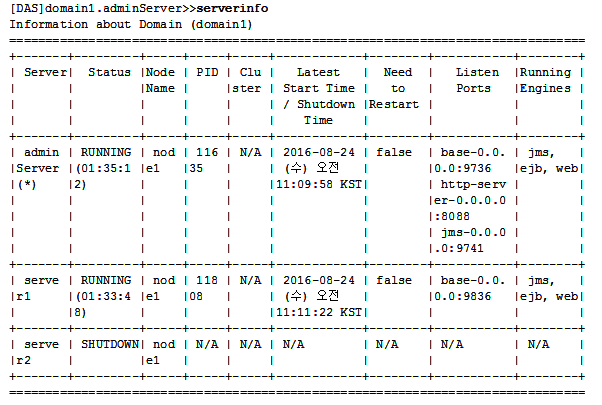 [DAS]domain1.adminServer>>serverinfo
Information about Domain (domain1)
================================================================================
+-------+---------+----+-----+----+------------+--------+-----------+--------+
| Server|  Status |Node| PID | Clu|   Latest   |  Need  |   Listen  |Running |
|       |         |Name|     |ster| Start Time |   to   |   Ports   |Engines |
|       |         |    |     |    | / Shutdown |Restart |           |        |
|       |         |    |     |    |    Time    |        |           |        |
+-------+---------+----+-----+----+------------+--------+-----------+--------+
| admin | RUNNING | nod| 116 | N/A| 2016-08-24 | false  | base-0.0. | jms,   |
|Server |(01:35:1 |e1  |35   |    | (수) 오전  |        |0.0:9736   |ejb, web|
|(*)    |2)       |    |     |    |11:09:58 KST|        | http-serv |        |
|       |         |    |     |    |            |        |er-0.0.0.0 |        |
|       |         |    |     |    |            |        |:8088      |        |
|       |         |    |     |    |            |        | jms-0.0.0 |        |
|       |         |    |     |    |            |        |.0:9741    |        |
+-------+---------+----+-----+----+------------+--------+-----------+--------+
| serve | RUNNING | nod| 118 | N/A| 2016-08-24 | false  | base-0.0. | jms,   |
|r1     |(01:33:4 |e1  |08   |    | (수) 오전  |        |0.0:9836   |ejb, web|
|       |8)       |    |     |    |11:11:22 KST|        |           |        |
+-------+---------+----+-----+----+------------+--------+-----------+--------+
| serve | SHUTDOWN| nod| N/A | N/A| N/A        | N/A    | N/A       | N/A    |
|r2     |         |e1  |     |    |            |        |           |        |
+-------+---------+----+-----+----+------------+--------+-----------+--------+
================================================================================